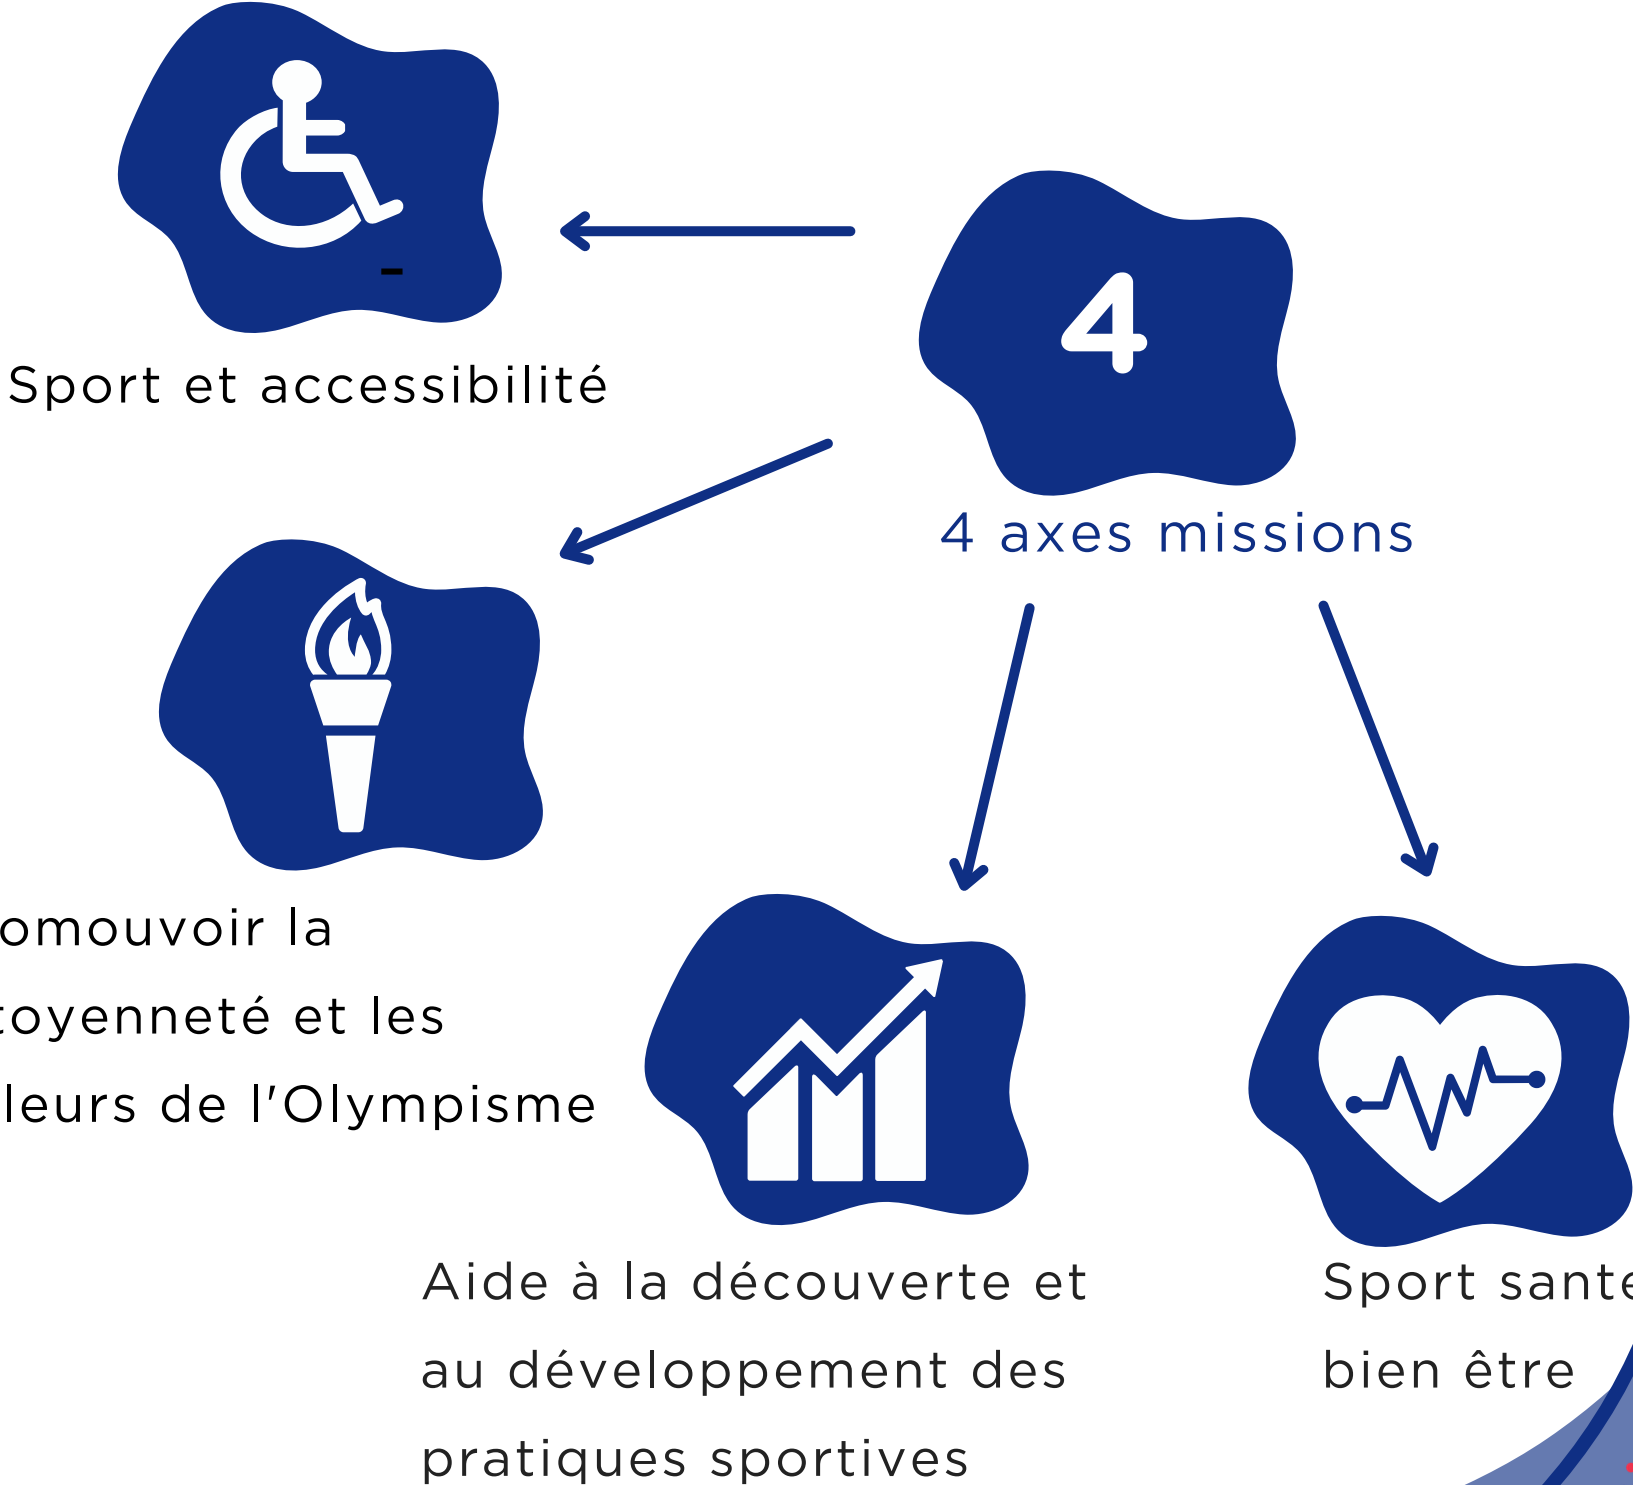 4
Sport et accessibilité
4 axes missions
omouvoir la
toyenneté et les
leurs de l'Olympisme
Aide à la découverte et
au développement des
pratiques sportives
Sport santé
bien être